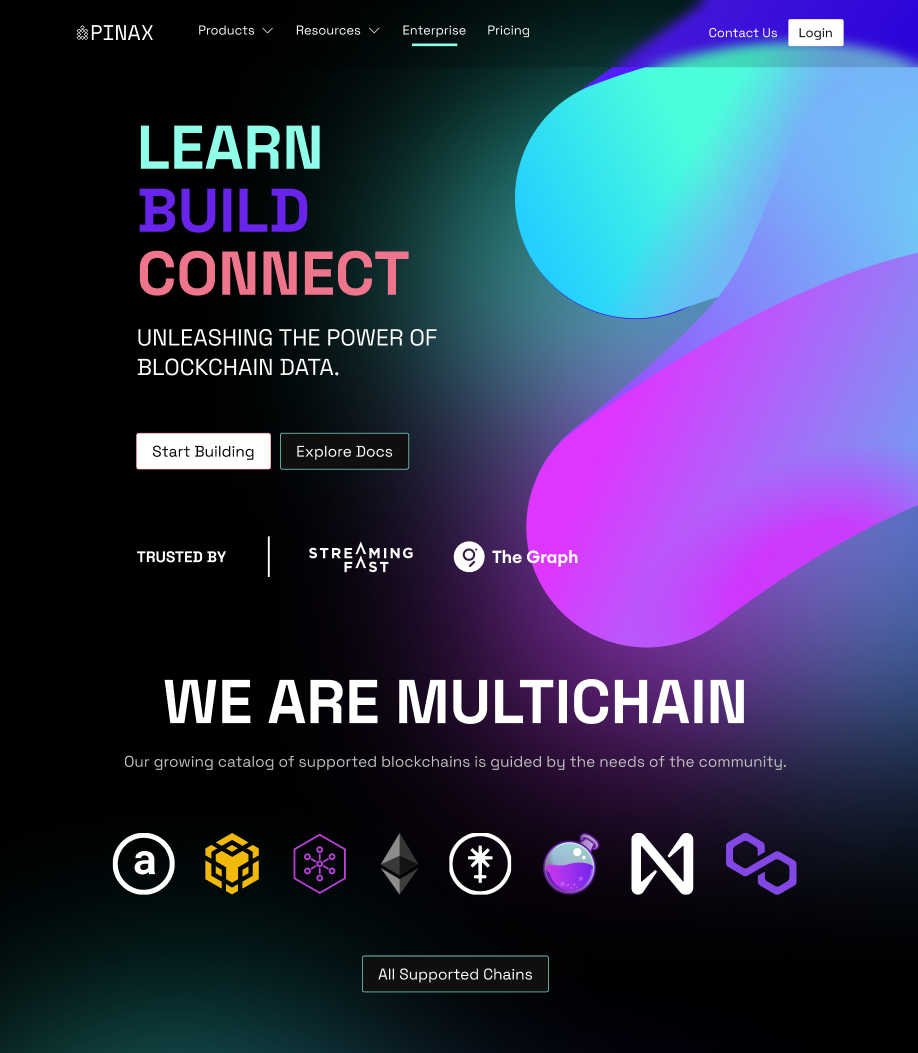 PINAX
Products
Resources
Enterprise
Pricing
Contact Us
Login
LEARN
BUILD
CONNECT
UNLEASHING THE POWER OF
BLOCKCHAIN DATA.
Start Building
Explore Docs
TRUSTED BY
STREAMING
FAST
The Graph
WE ARE MULTICHAIN
Our growing catalog of supported blockchains is guided by the needs of the community.
a
All Supported Chains